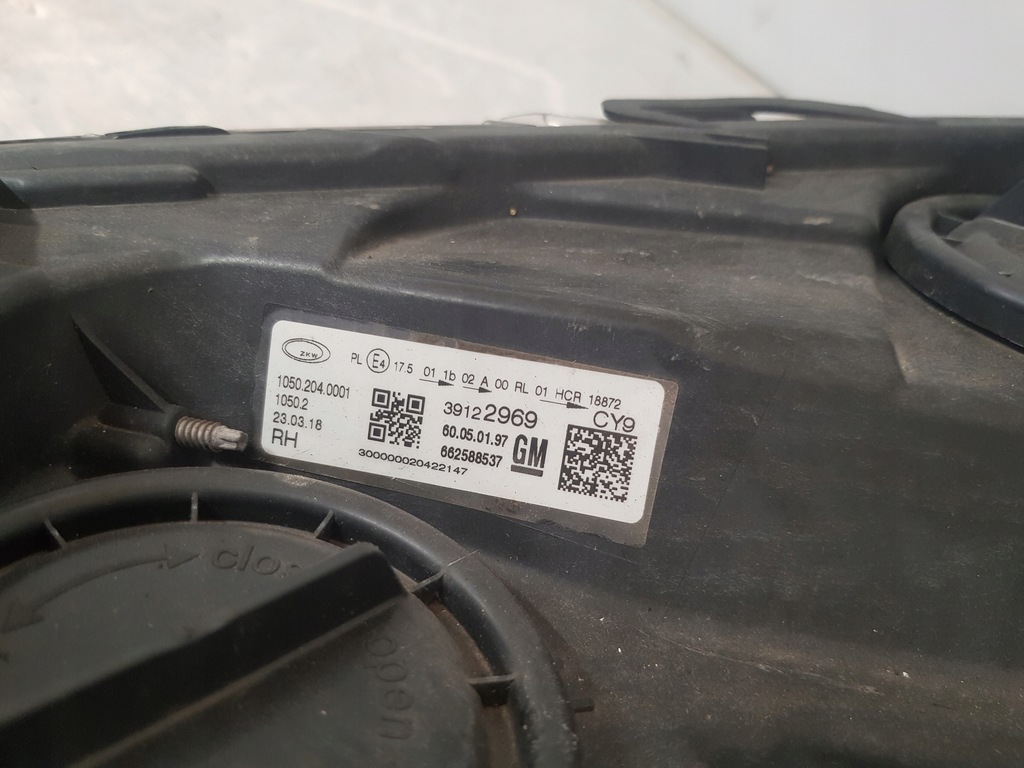 ZKW
PL E4 17.5 01 1b 02 A 00 RL 01 HCR 18872
1050.204.0001
1050.2
23.03.18
RH
39122969
60.05.01.97
662588537
GM
CY9
300000020422147
clos
open